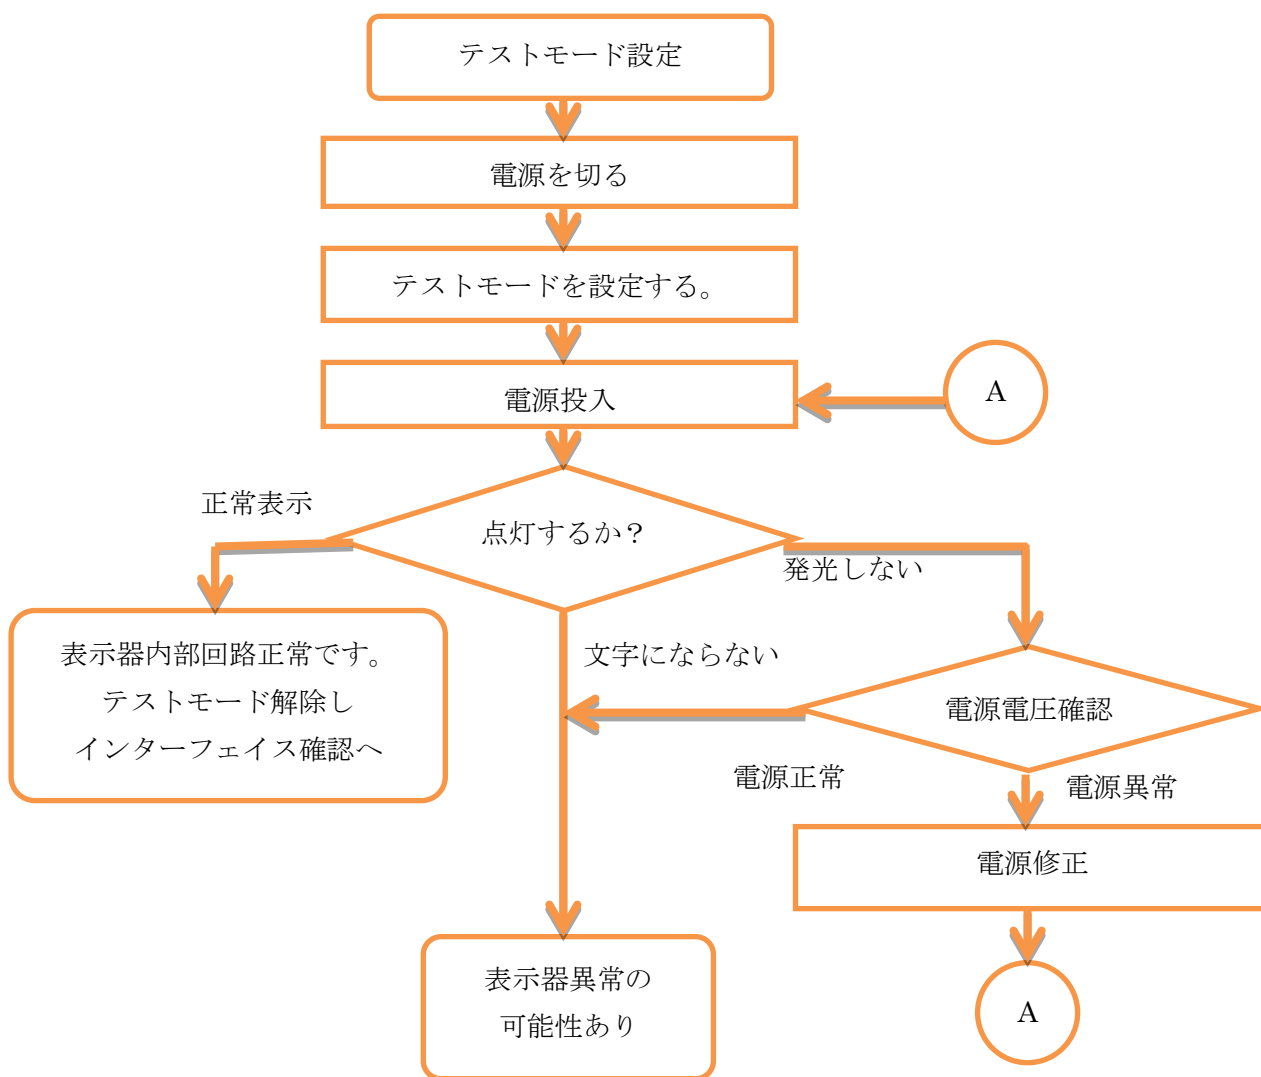 テストモード設定
電源を切る
テストモードを設定する。
電源投入
A
正常表示
点灯するか？
発光しない
表示器内部回路正常です。
テストモード解除し
インターフェイス確認へ
文字にならない
電源電圧確認
電源正常
電源異常
電源修正
表示器異常の
可能性あり
A